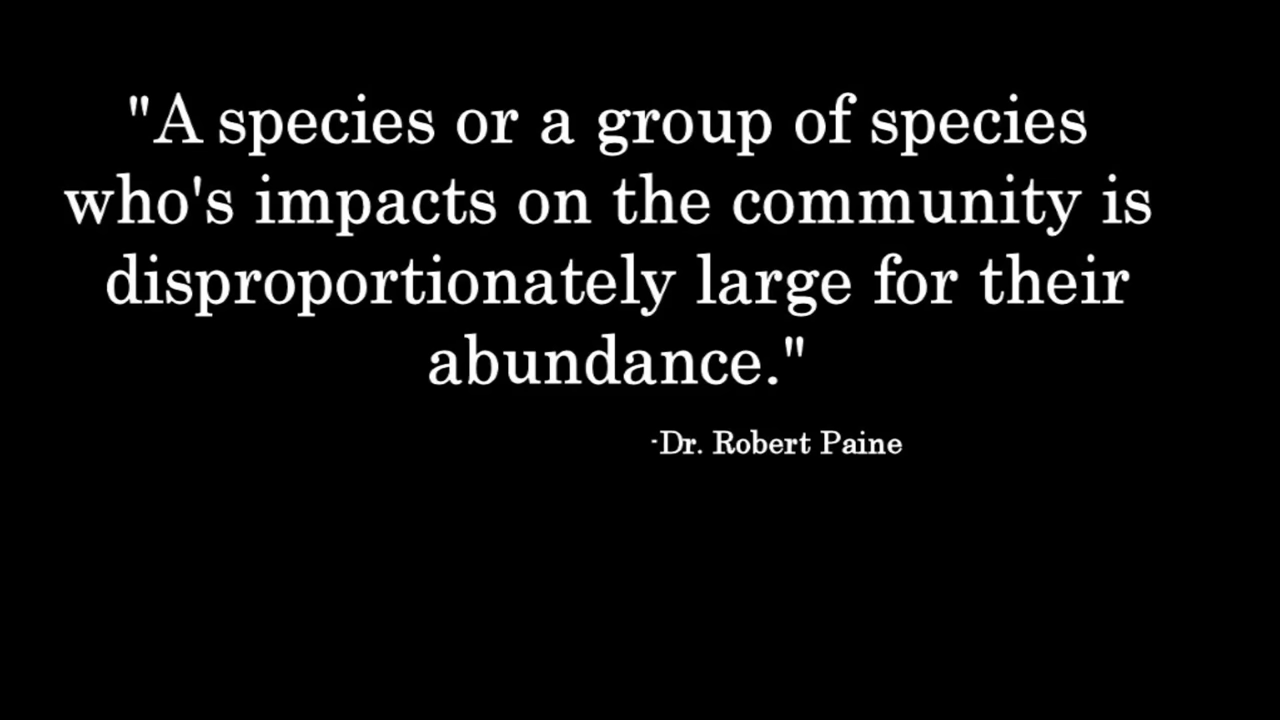 "A species or a group of species
who's impacts on the community is
disproportionately large for their
abundance."
-Dr. Robert Paine